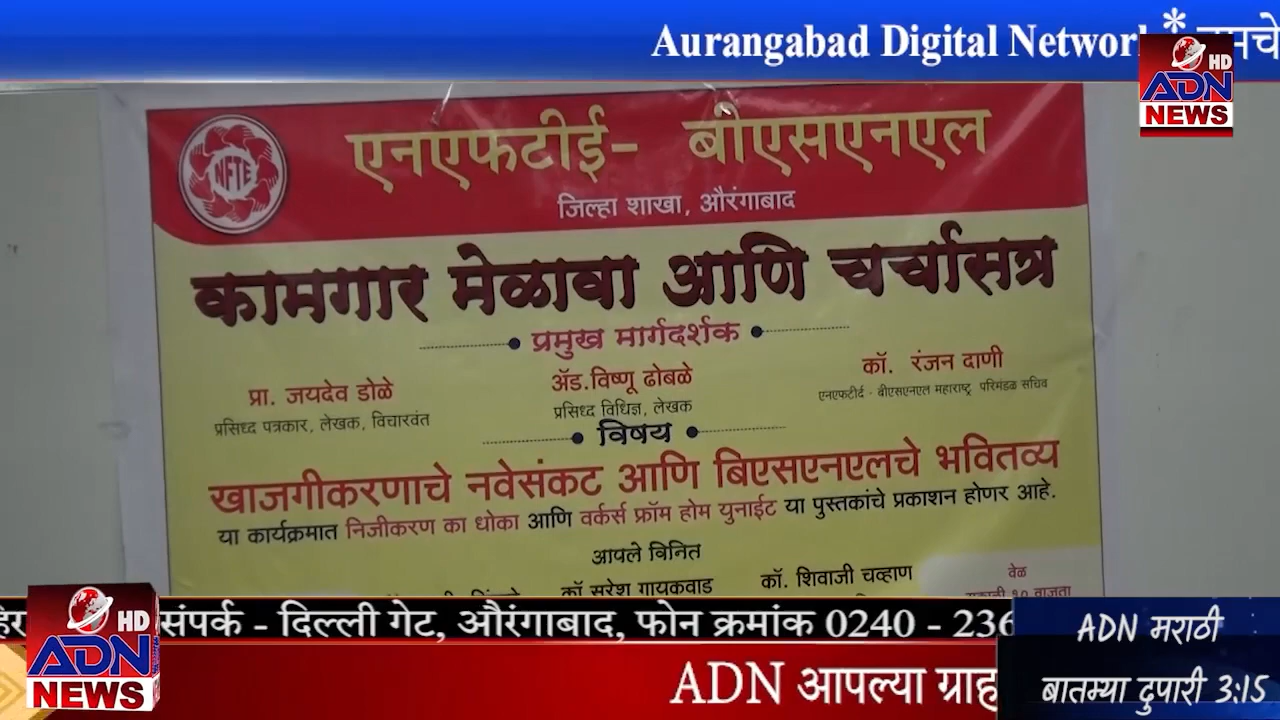 Aurangabad Digital Network *
HD
ADN
NEWS
NFTE
एनएफटीई- बीएसएनएल
जिल्हा शाखा, औरंगाबाद
कामगार मेळावा आणि चर्चासत्र
प्रमुख मार्गदर्शक
प्रा. जयदेव डोळे
ॲड.विष्णू ढोबळे
कॉ. रंजन दाणी
प्रसिध्द पत्रकार, लेखक, विचारवंत
प्रसिध्द विधिज्ञ, लेखक
एनएफटीई - बीएसएनएल महाराष्ट्र परिमंडळ सचिव
विषय
खाजगीकरणाचे नवेसंकट आणि बिएसएनएलचे भवितव्य
या कार्यक्रमात निजीकरण का धोका आणि वर्कर्स फ्रॉम होम युनाईट या पुस्तकांचे प्रकाशन होणर आहे.
आपले विनित
कॉ सुरेश गायकवाड
कॉ. शिवाजी चव्हाण
वेळ
HD
ADN
NEWS
संपर्क - दिल्ली गेट, औरंगाबाद, फोन क्रमांक 0240 - 236
ADN आपल्या ग्राह
ADN मराठी
बातम्या दुपारी 3:15